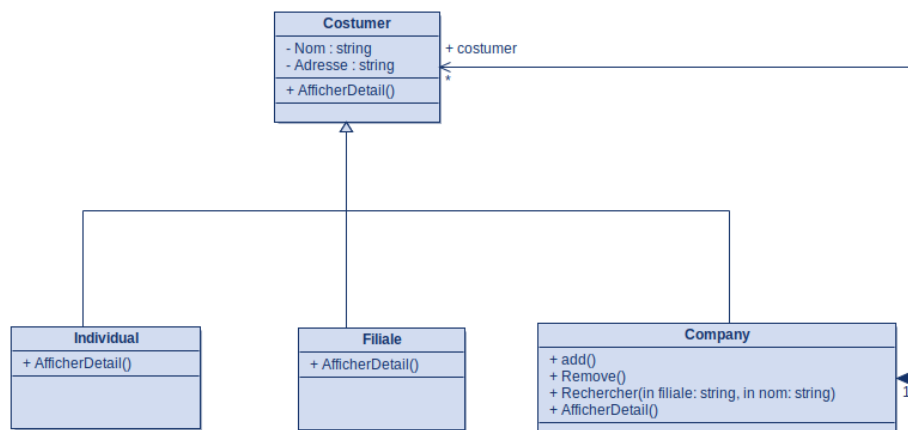 Costumer
- Nom : string
- Adresse : string
+ AfficherDetail()
+ costumer
*
Individual
+ AfficherDetail()
Filiale
+ AfficherDetail()
Company
+ add()
+ Remove()
+ Rechercher(in filiale: string, in nom: string)
+ AfficherDetail()
1